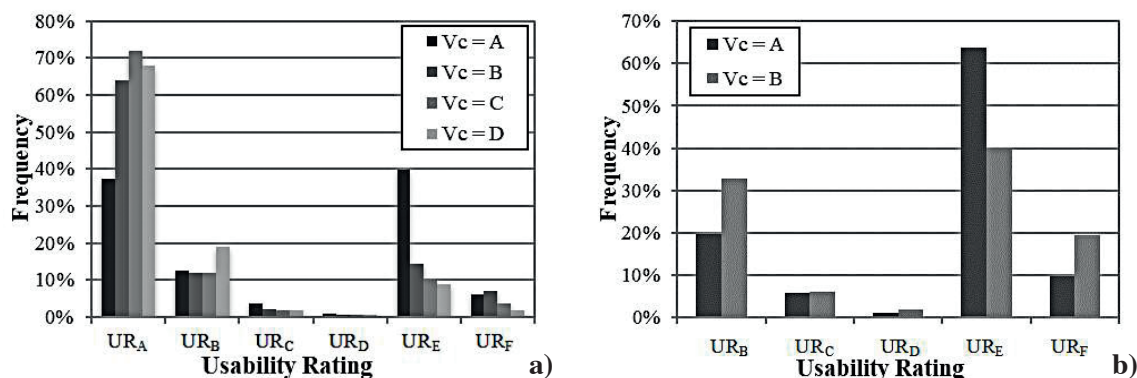 80%
70%
60%
50%
40%
30%
20%
10%
0%
Frequency
Vc = A
Vc = B
Vc = C
Vc = D
URA URB URC URD URE URF
Usability Rating
a)
70%
60%
50%
40%
30%
20%
10%
0%
Frequency
Vc = A
Vc = B
URB URC URD URE URF
Usability Rating
b)